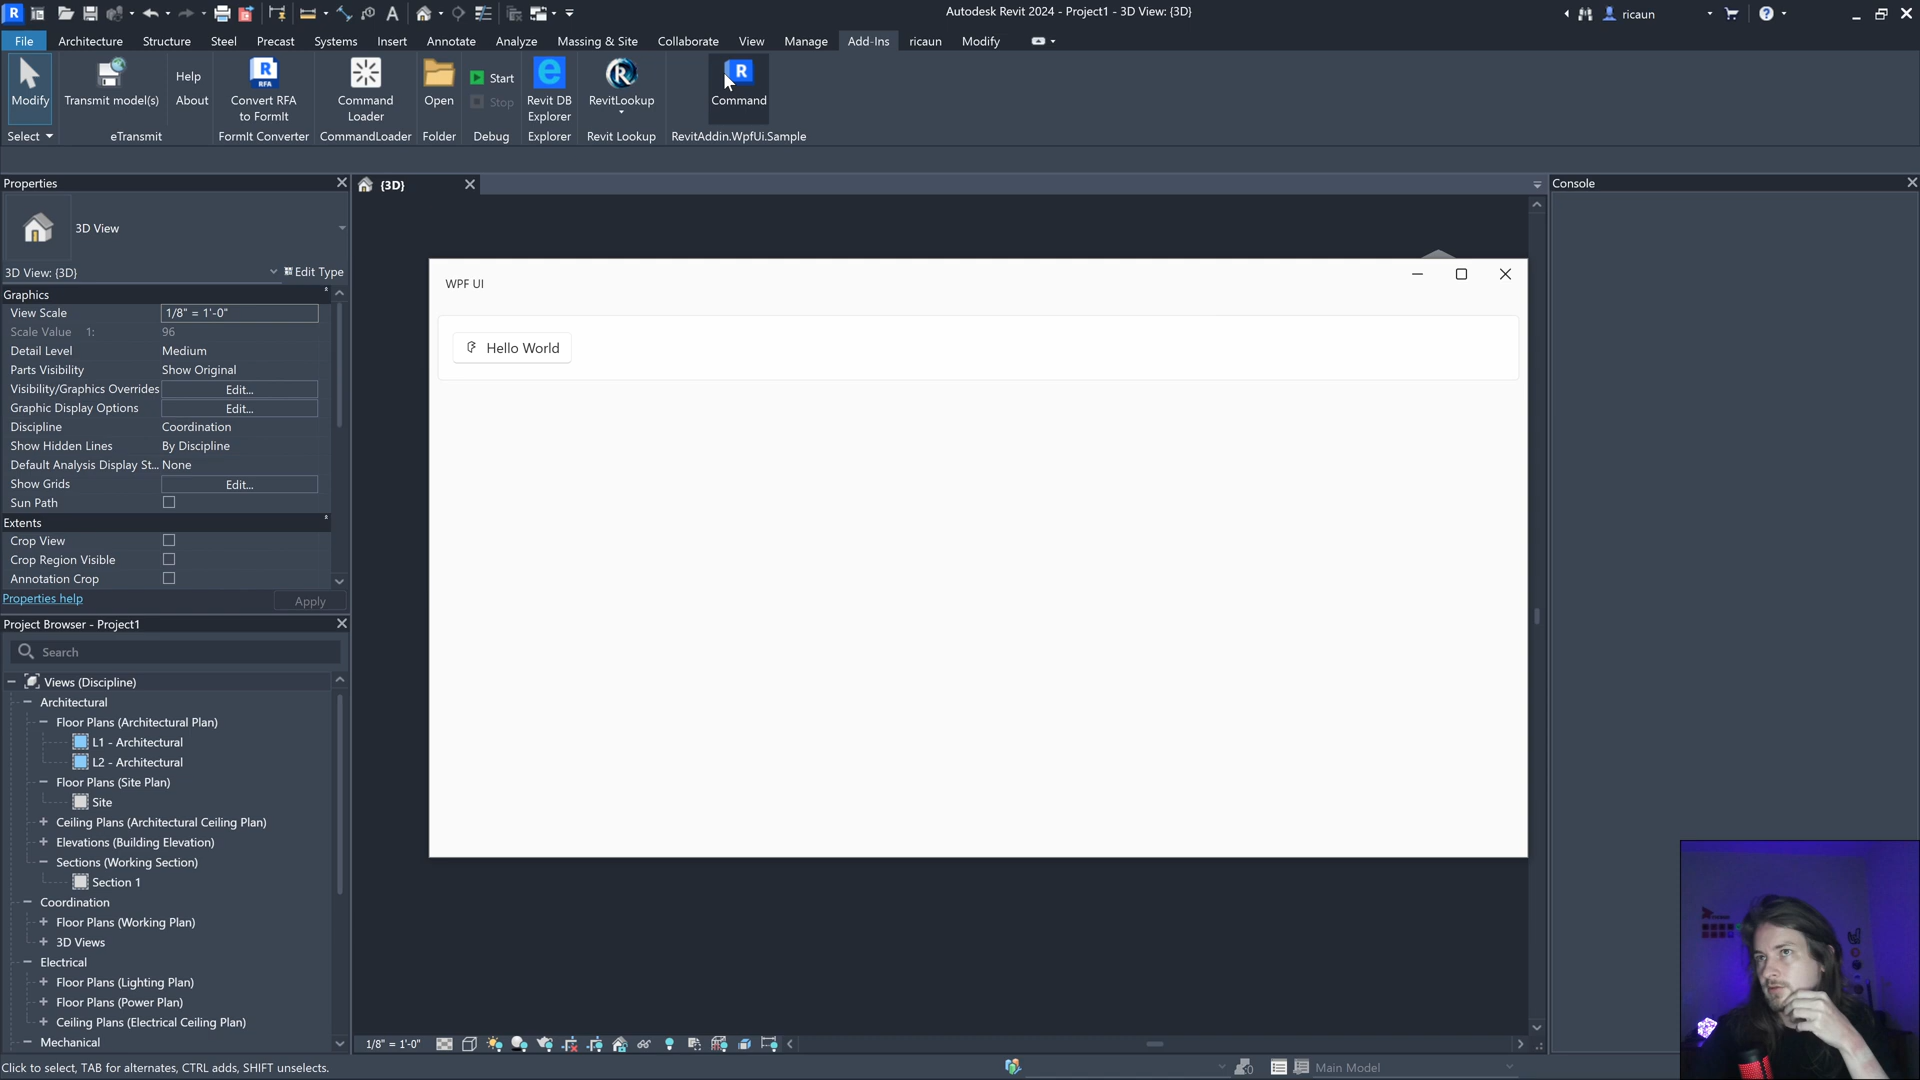 Autodesk Revit 2024 - Project1 - 3D View: {3D}
ricaun
File
Architecture
Structure
Steel
Precast
Systems
Insert
Annotate
Analyze
Massing & Site
Collaborate
View
Manage
Add-Ins
ricaun
Modify
Modify
Transmit model(s)
Help
About
Convert RFA
to FormIt
Command
Loader
Open
Start
Stop
Revit DB
Explorer
RevitLookup
Command
Select
eTransmit
FormIt Converter
CommandLoader
Folder
Debug
Explorer
Revit Lookup
RevitAddin.WpfUi.Sample
Properties
{3D}
Console
3D View
3D View: {3D}
Edit Type
Graphics
View Scale
1/8" = 1'-0"
Scale Value 1:
96
Detail Level
Medium
Parts Visibility
Show Original
Visibility/Graphics Overrides
Edit...
Graphic Display Options
Edit...
Discipline
Coordination
Show Hidden Lines
By Discipline
Default Analysis Display St...
None
Show Grids
Edit...
Sun Path
Extents
Crop View
Crop Region Visible
Annotation Crop
Properties help
Apply
WPF UI
Hello World
Project Browser - Project1
Search
Views (Discipline)
Architectural
Floor Plans (Architectural Plan)
L1 - Architectural
L2 - Architectural
Floor Plans (Site Plan)
Site
Ceiling Plans (Architectural Ceiling Plan)
Elevations (Building Elevation)
Sections (Working Section)
Section 1
Coordination
Floor Plans (Working Plan)
3D Views
Electrical
Floor Plans (Lighting Plan)
Floor Plans (Power Plan)
Ceiling Plans (Electrical Ceiling Plan)
Mechanical
1/8" = 1'-0"
Click to select, TAB for alternates, CTRL adds, SHIFT unselects.
Main Model